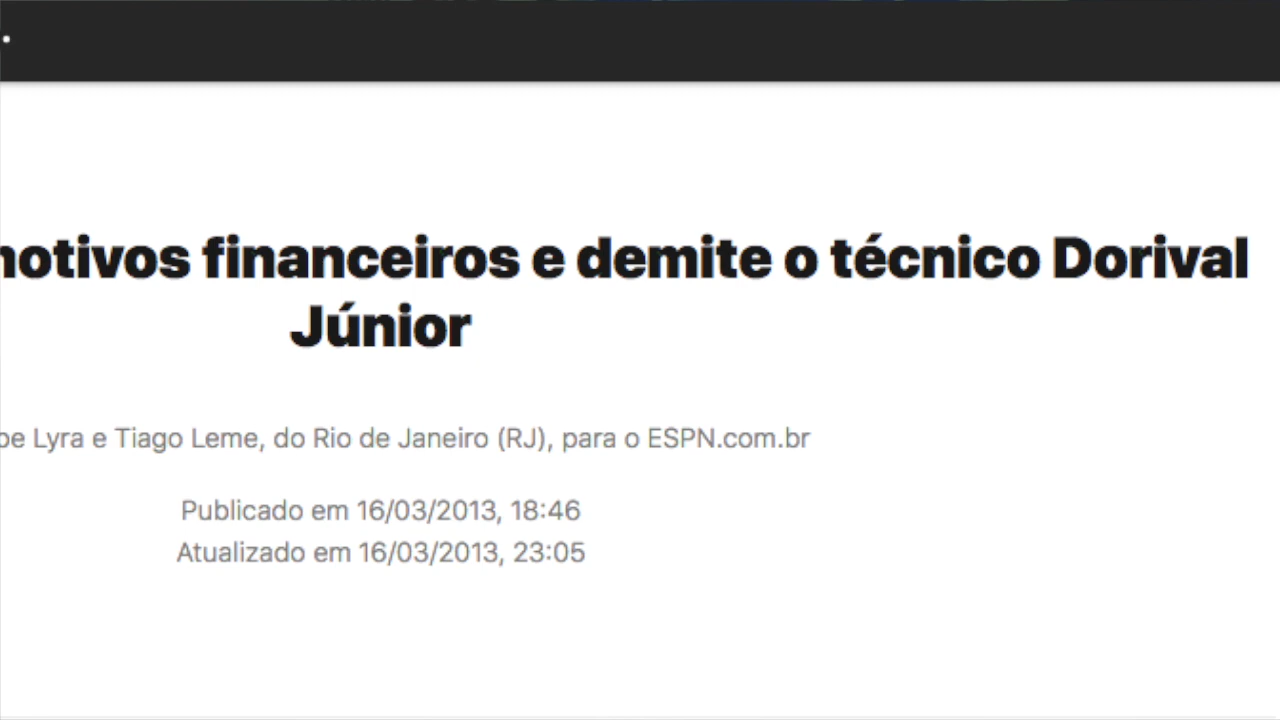 motivos financeiros e demite o técnico Dorival
Júnior
Lyra e Tiago Leme, do Rio de Janeiro (RJ), para o ESPN.com.br
Publicado em 16/03/2013, 18:46
Atualizado em 16/03/2013, 23:05